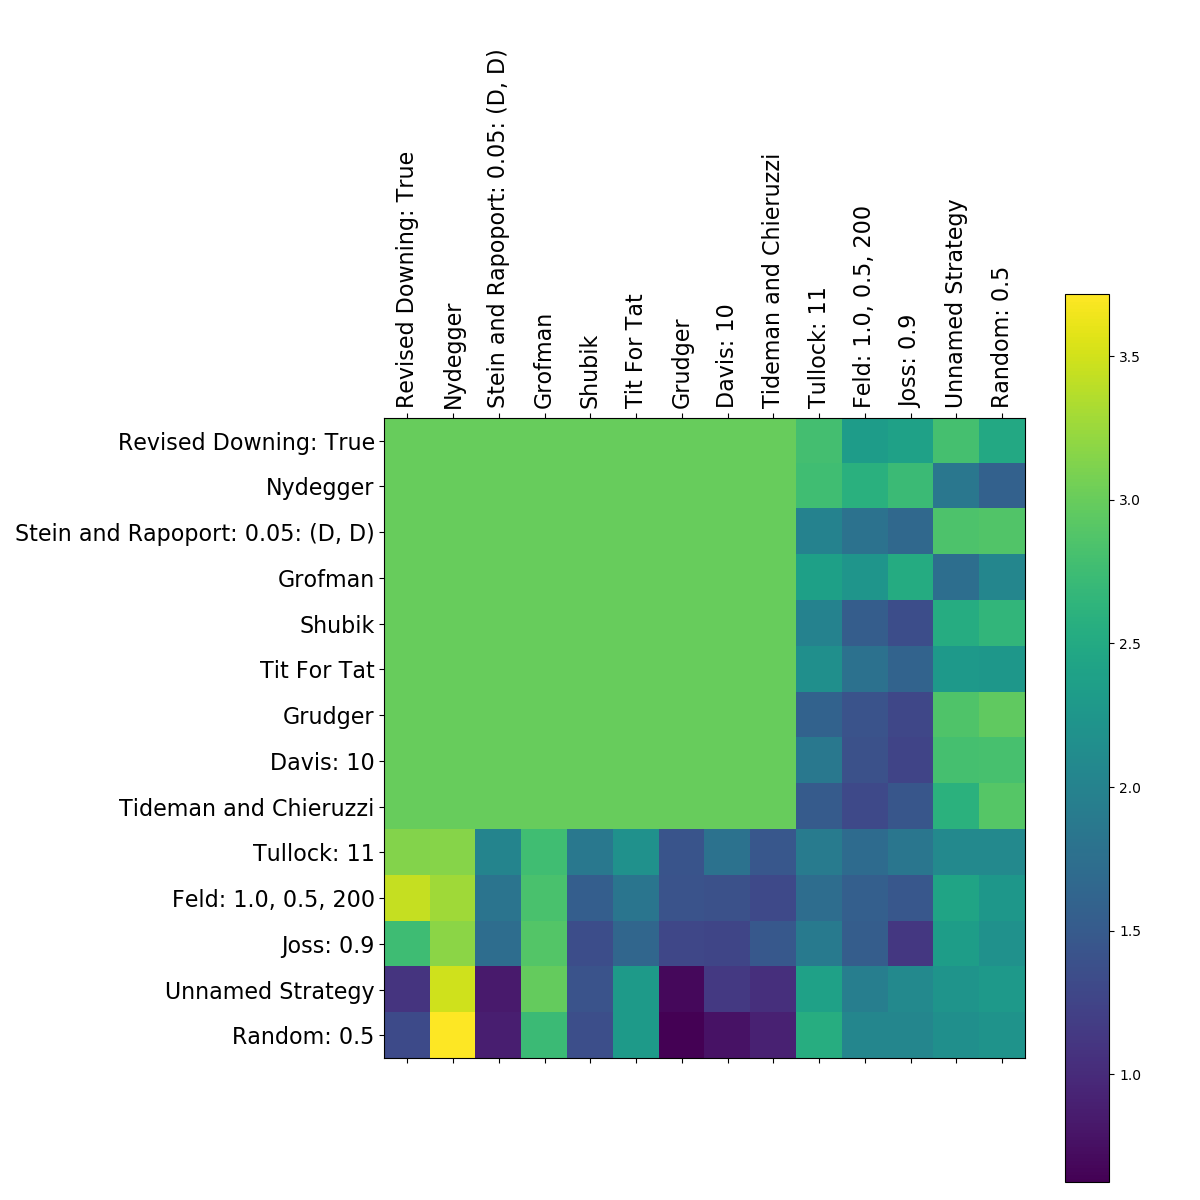 Revised Downing: True
Nydegger
Stein and Rapoport: 0.05: (D, D)
Grofman
Shubik
Tit For Tat
Grudger
Davis: 10
Tideman and Chieruzzi
Tullock: 11
Feld: 1.0, 0.5, 200
Joss: 0.9
Unnamed Strategy
Random: 0.5
Revised Downing: True
Nydegger
Stein and Rapoport: 0.05: (D, D)
Grofman
Shubik
Tit For Tat
Grudger
Davis: 10
Tideman and Chieruzzi
Tullock: 11
Feld: 1.0, 0.5, 200
Joss: 0.9
Unnamed Strategy
Random: 0.5
3.5
3.0
2.5
2.0
1.5
1.0